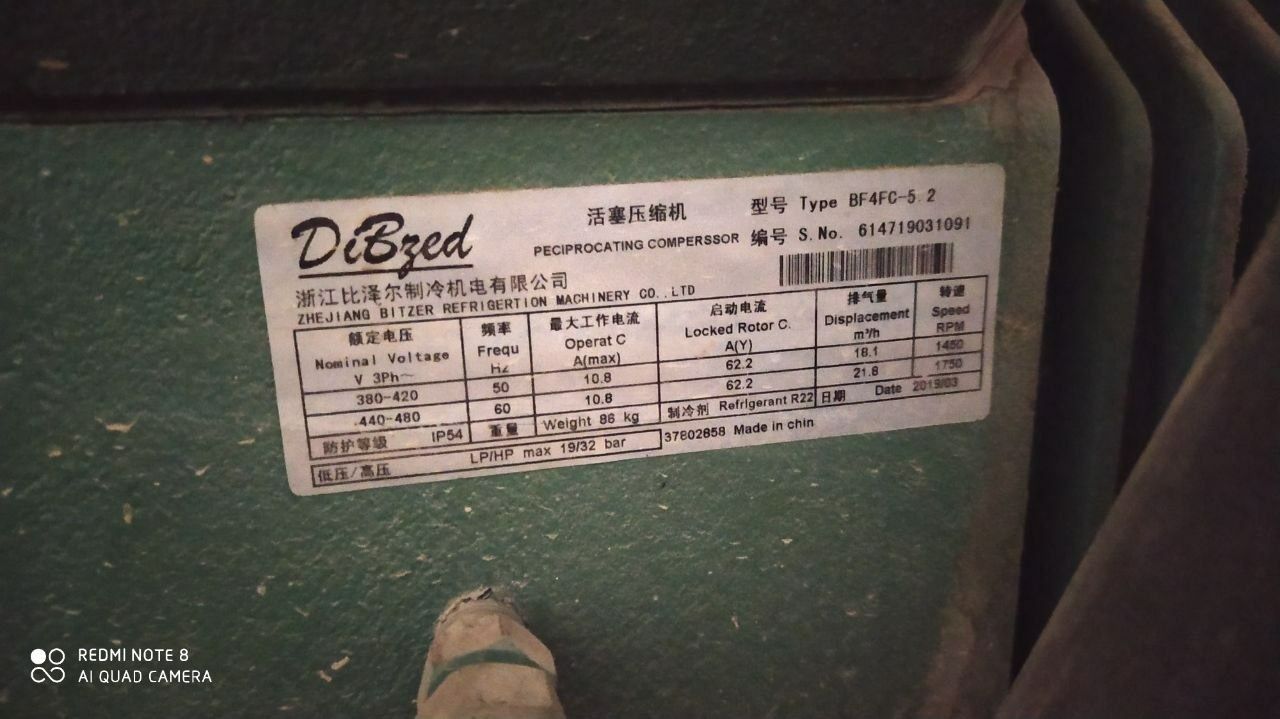 DiBzed
活塞压缩机
PECIPROCATING COMPERSSOR
型号 Type BF4FC-5.2
编号 S.No. 614719031091
浙江比泽尔制冷机电有限公司
ZHEJIANG BITZER REFRIGERTION MACHINERY CO.,LTD
额定电压 频率 最大工作电流 启动电流 排气量 转速
Nominal Voltage Frequ Operat C Locked Rotor C. Displacement Speed
V 3Ph~ Hz A(max) A(Y) m³/h RPM
380-420 50 10.8 62.2 18.1 1450
440-480 60 10.8 62.2 21.8 1750
防护等级 IP54 重量 Weight 86 kg 制冷剂 Refrigerant R22 日期 Date 2019/03
低压/高压 LP/HP max 19/32 bar 37802858 Made in chin
REDMI NOTE 8
AI QUAD CAMERA